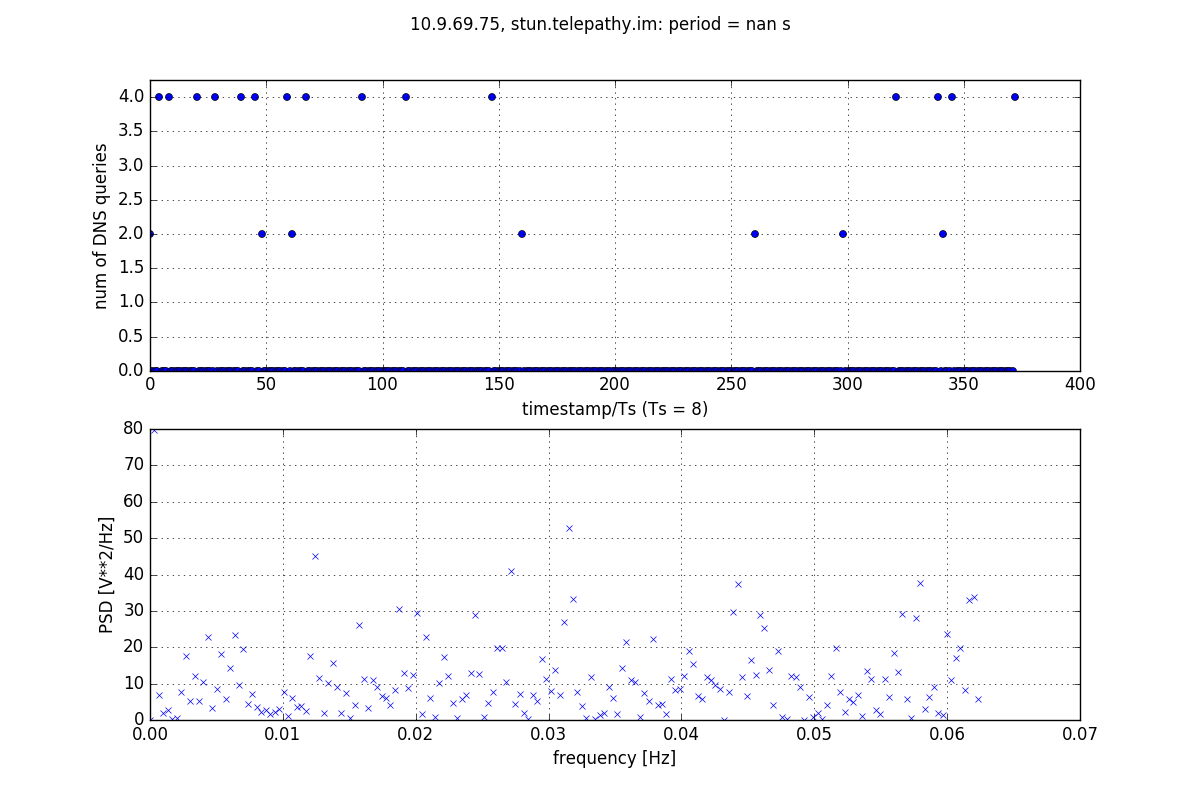 10.9.69.75, stun.telepathy.im: period = nan s
4.0
3.5
3.0
2.5
2.0
1.5
1.0
0.5
0.0
num of DNS queries
0 50 100 150 200 250 300 350 400
timestamp/Ts (Ts = 8)
80
70
60
50
40
30
20
10
0
PSD [V**2/Hz]
0.00 0.01 0.02 0.03 0.04 0.05 0.06 0.07
frequency [Hz]